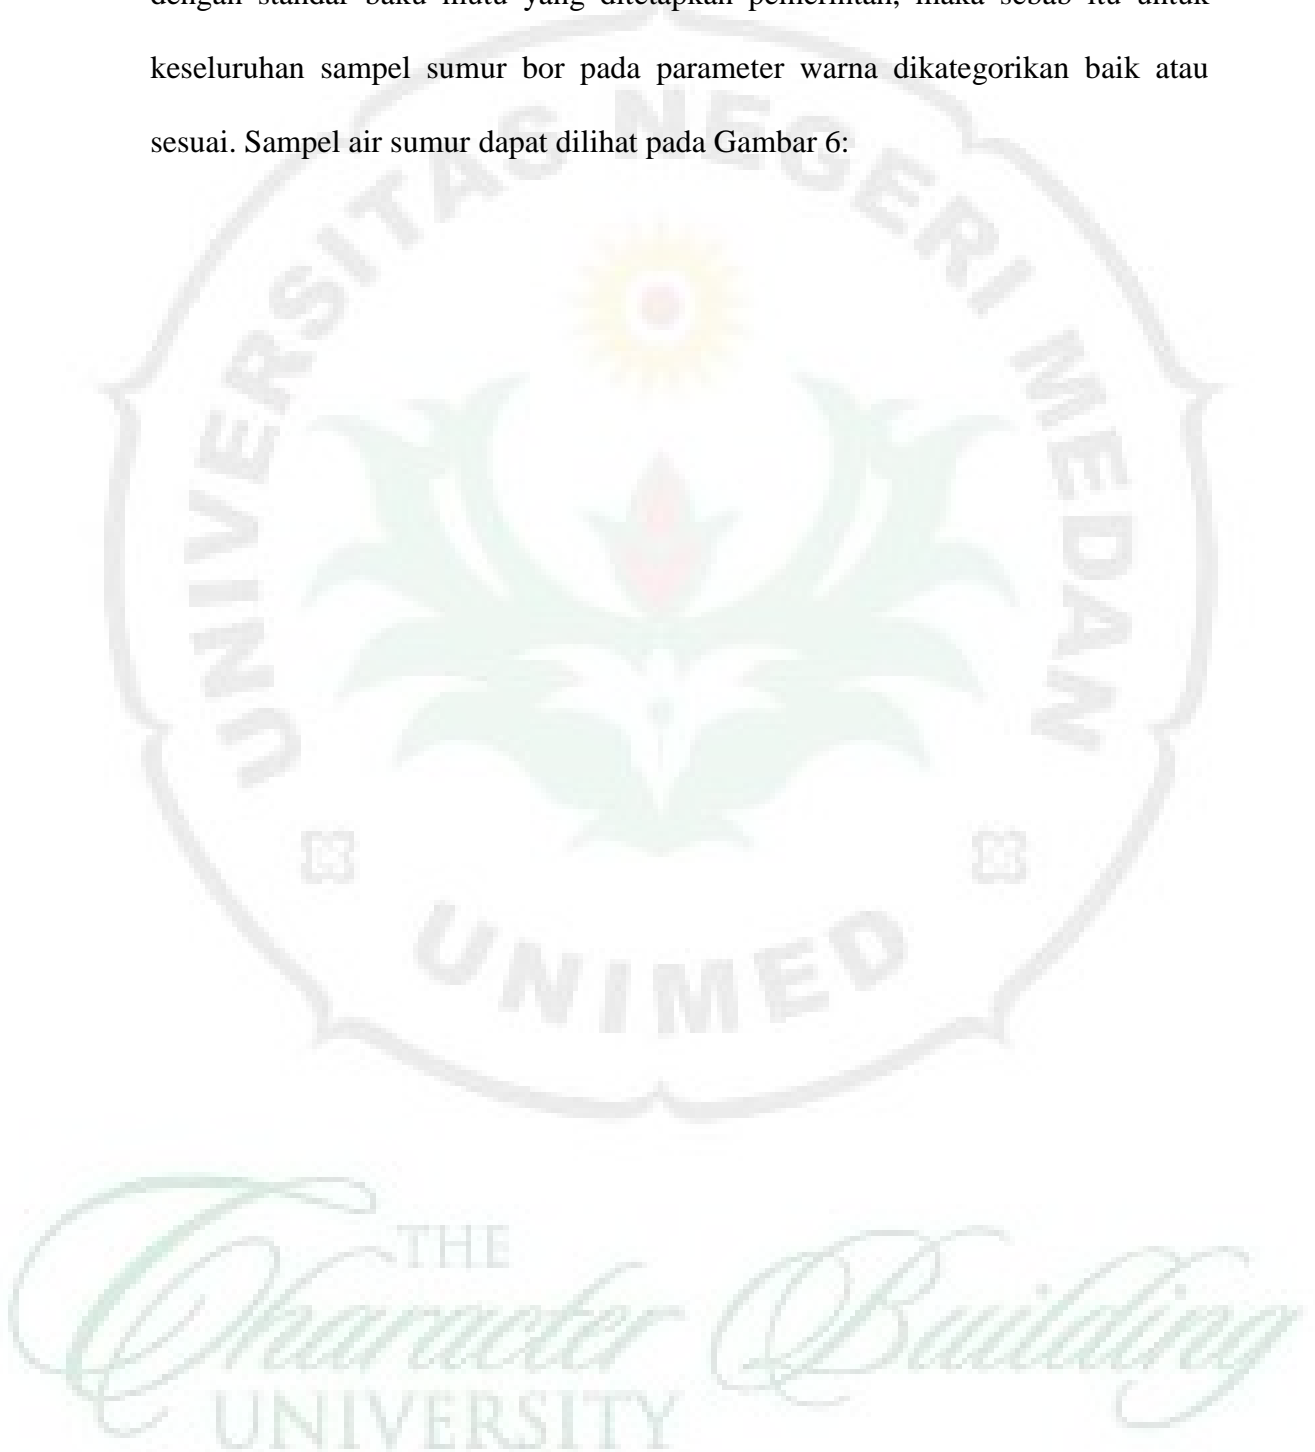 dengan standar baku mutu yang ditetapkan pemerintah, maka sebab itu untuk
keseluruhan sampel sumur bor pada parameter warna dikategorikan baik atau
sesuai. Sampel air sumur dapat dilihat pada Gambar 6:
UNIVERSITAS NEGERI MEDAN
UNIMED
THE
Character Building
UNIVERSITY